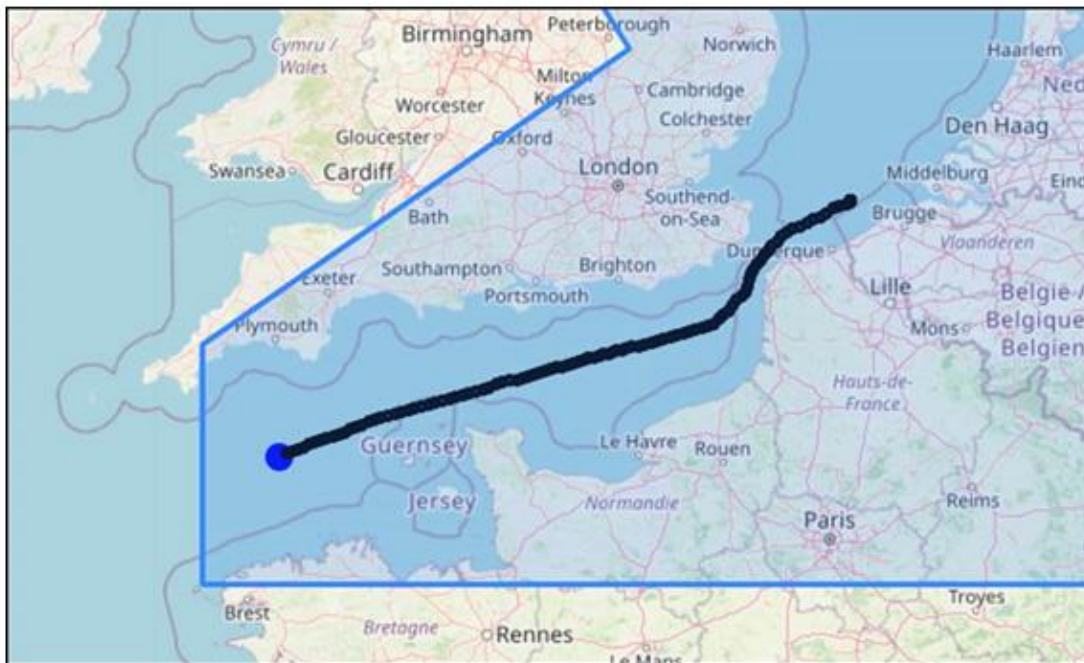 Peterborough
Birmingham
Norwich
Haarlem
Cymru /
Wales
Milton
Keynes
Cambridge
Worcester
Colchester
Den Haag
Gloucester
Oxford
Swansea
Cardiff
London
Middelburg
Southend-
on-Sea
Bath
Brugge
Exeter
Southampton
Brighton
Vlaanderen
Portsmouth
Lille
België /
Plymouth
Mons
Belgique
Belgien
Hauts-de-
France
Guernsey
Le Havre
Rouen
Jersey
Normandie
Reims
Paris
Brest
Troyes
Bretagne
Rennes
Le Mans